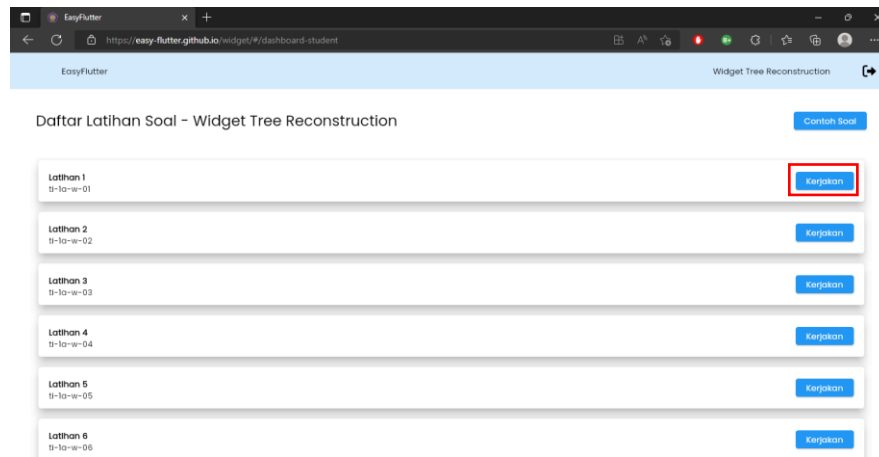 EasyFlutter
https://easy-flutter.github.io/widget/#/dashboard-student
EasyFlutter
Widget Tree Reconstruction
Daftar Latihan Soal - Widget Tree Reconstruction
Contoh Soal
Latihan 1
ti-1a-w-01
Kerjakan
Latihan 2
ti-1a-w-02
Kerjakan
Latihan 3
ti-1a-w-03
Kerjakan
Latihan 4
ti-1a-w-04
Kerjakan
Latihan 5
ti-1a-w-05
Kerjakan
Latihan 6
ti-1a-w-06
Kerjakan